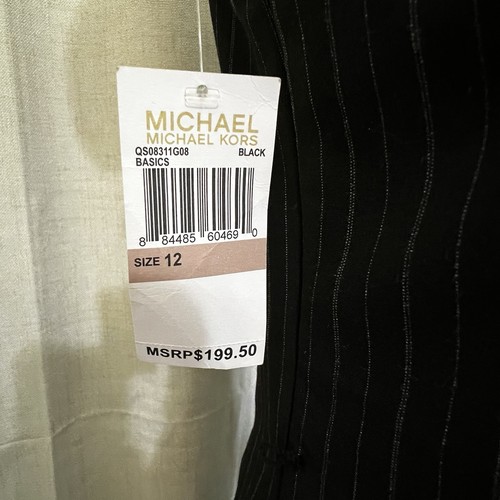 MICHAEL
MICHAEL KORS
QS08311G08 BLACK
BASICS
8 84485 60469 0
SIZE 12
MSRP$199.50